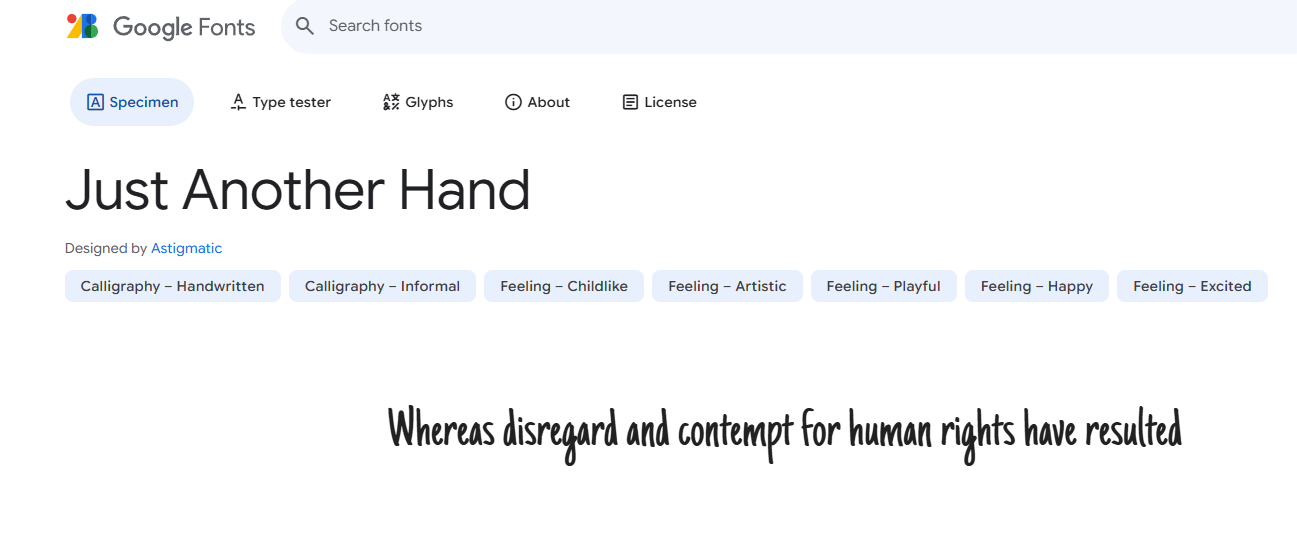 Google Fonts Search fonts
Specimen Type tester Glyphs About License
Just Another Hand
Designed by Astigmatic
Calligraphy – Handwritten Calligraphy – Informal Feeling – Childlike Feeling – Artistic Feeling – Playful Feeling – Happy Feeling – Excited
Whereas disregard and contempt for human rights have resulted